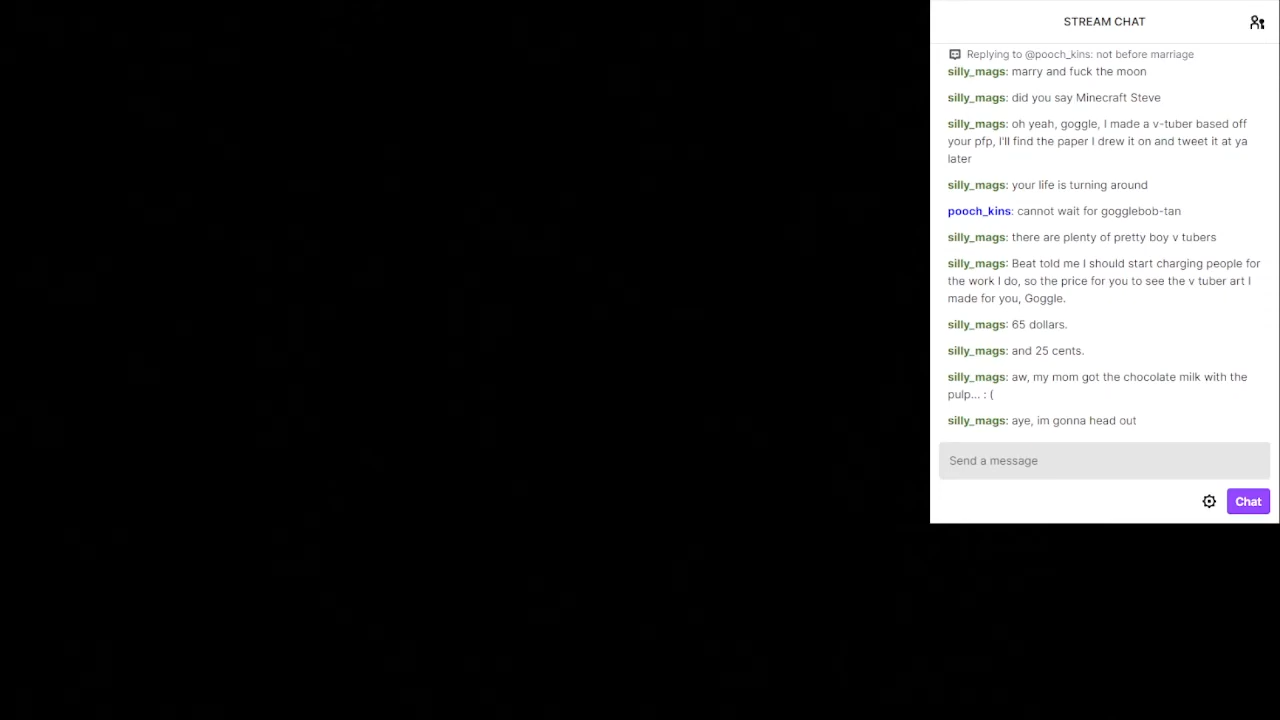 STREAM CHAT
Replying to @pooch_kins: not before marriage
silly_mags: marry and fuck the moon
silly_mags: did you say Minecraft Steve
silly_mags: oh yeah, goggle, I made a v-tuber based off
your pfp, I'll find the paper I drew it on and tweet it at ya
later
silly_mags: your life is turning around
pooch_kins: cannot wait for gogglebob-tan
silly_mags: there are plenty of pretty boy v tubers
silly_mags: Beat told me I should start charging people for
the work I do, so the price for you to see the v tuber art I
made for you, Goggle.
silly_mags: 65 dollars.
silly_mags: and 25 cents.
silly_mags: aw, my mom got the chocolate milk with the
pulp... : (
silly_mags: aye, im gonna head out
Send a message
Chat